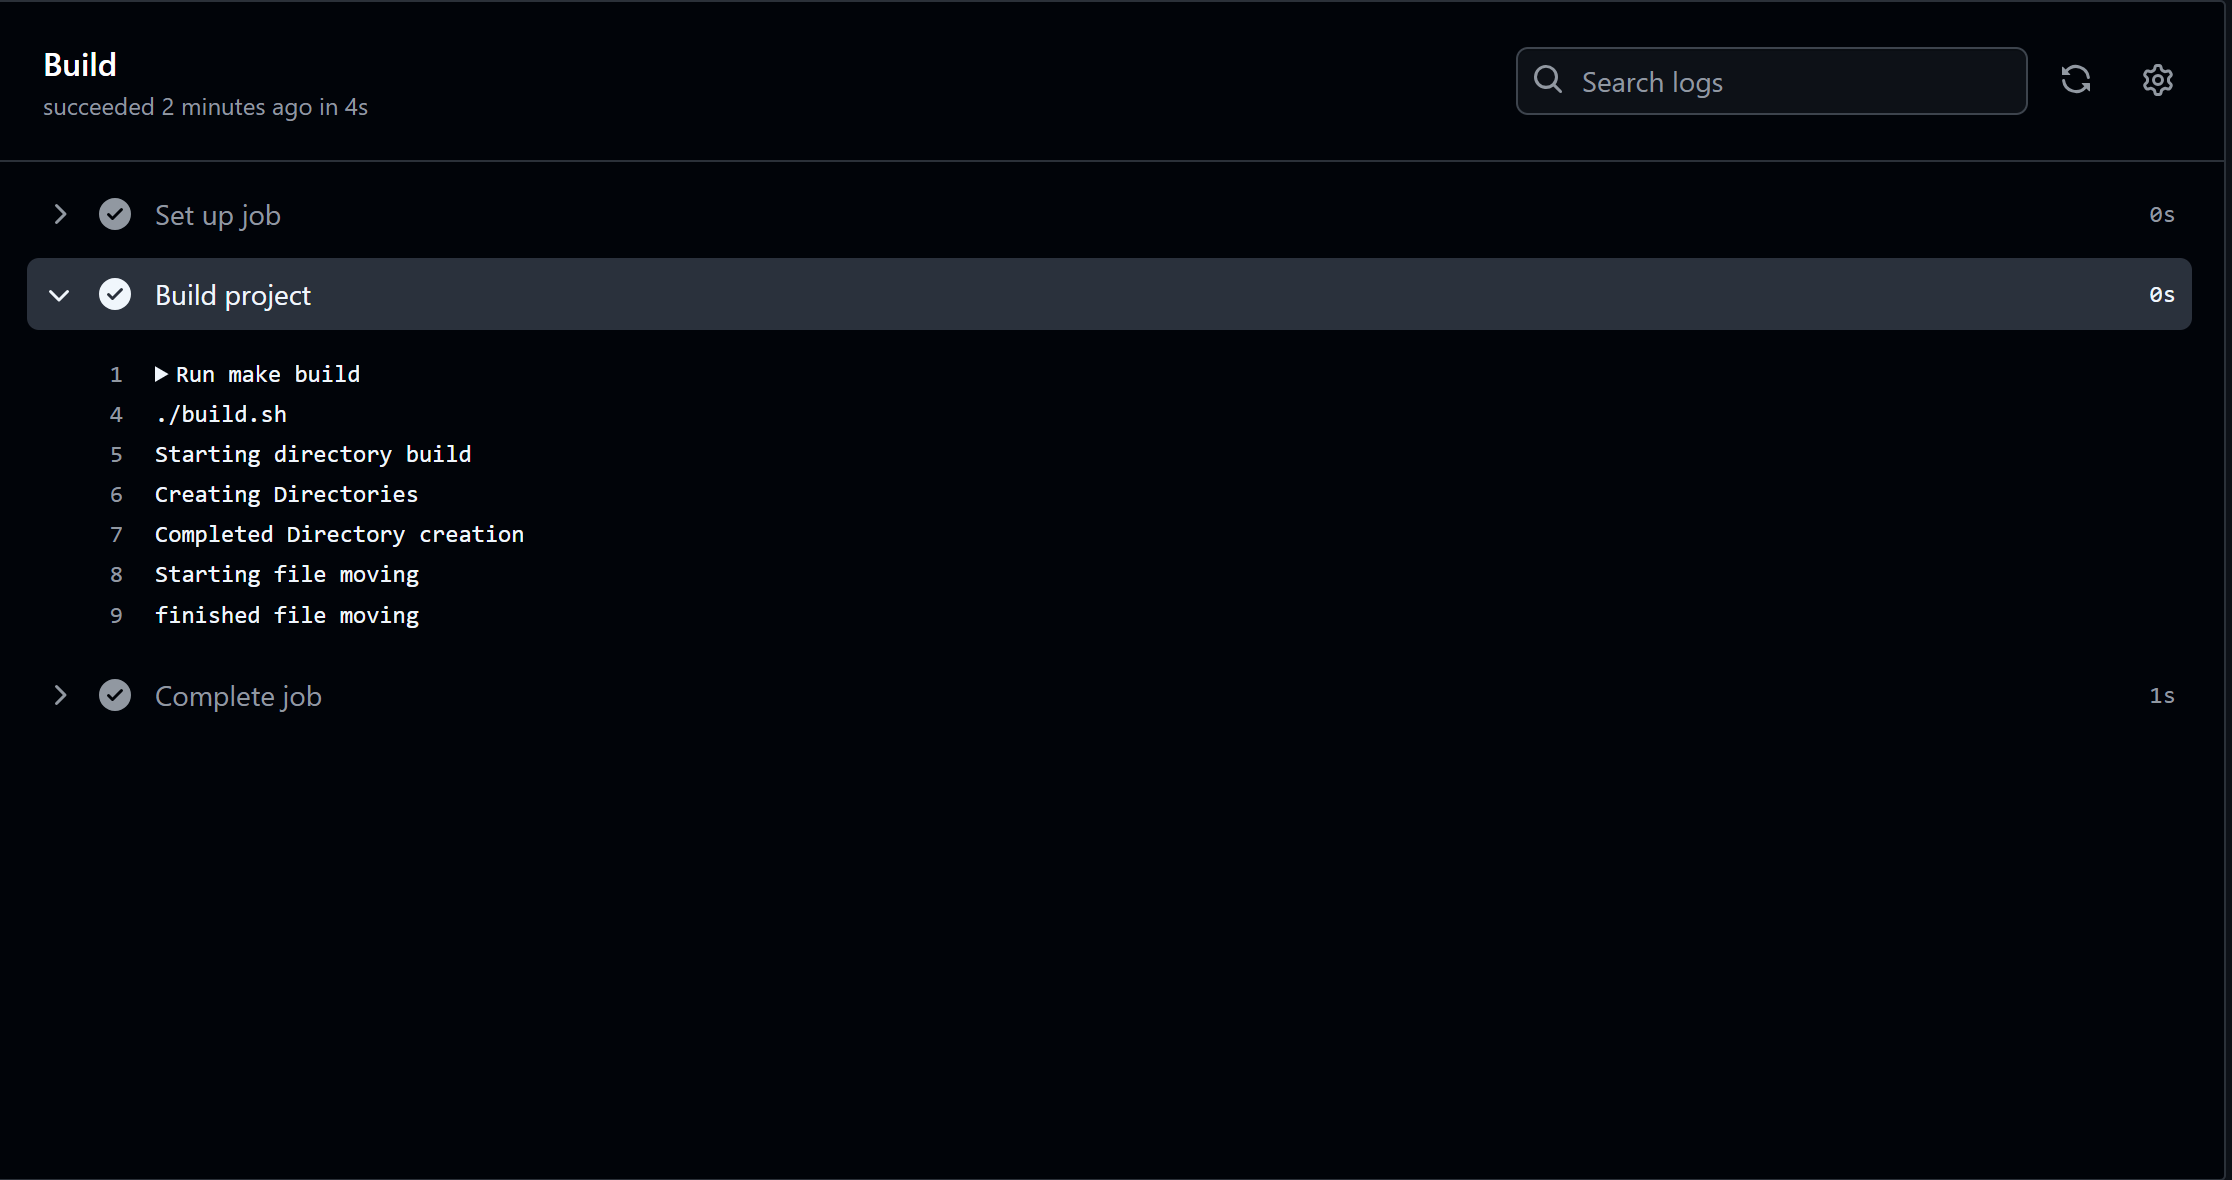 Build
succeeded 2 minutes ago in 4s
Search logs
Set up job 0s
Build project 0s
1 Run make build
4 ./build.sh
5 Starting directory build
6 Creating Directories
7 Completed Directory creation
8 Starting file moving
9 finished file moving
Complete job 1s